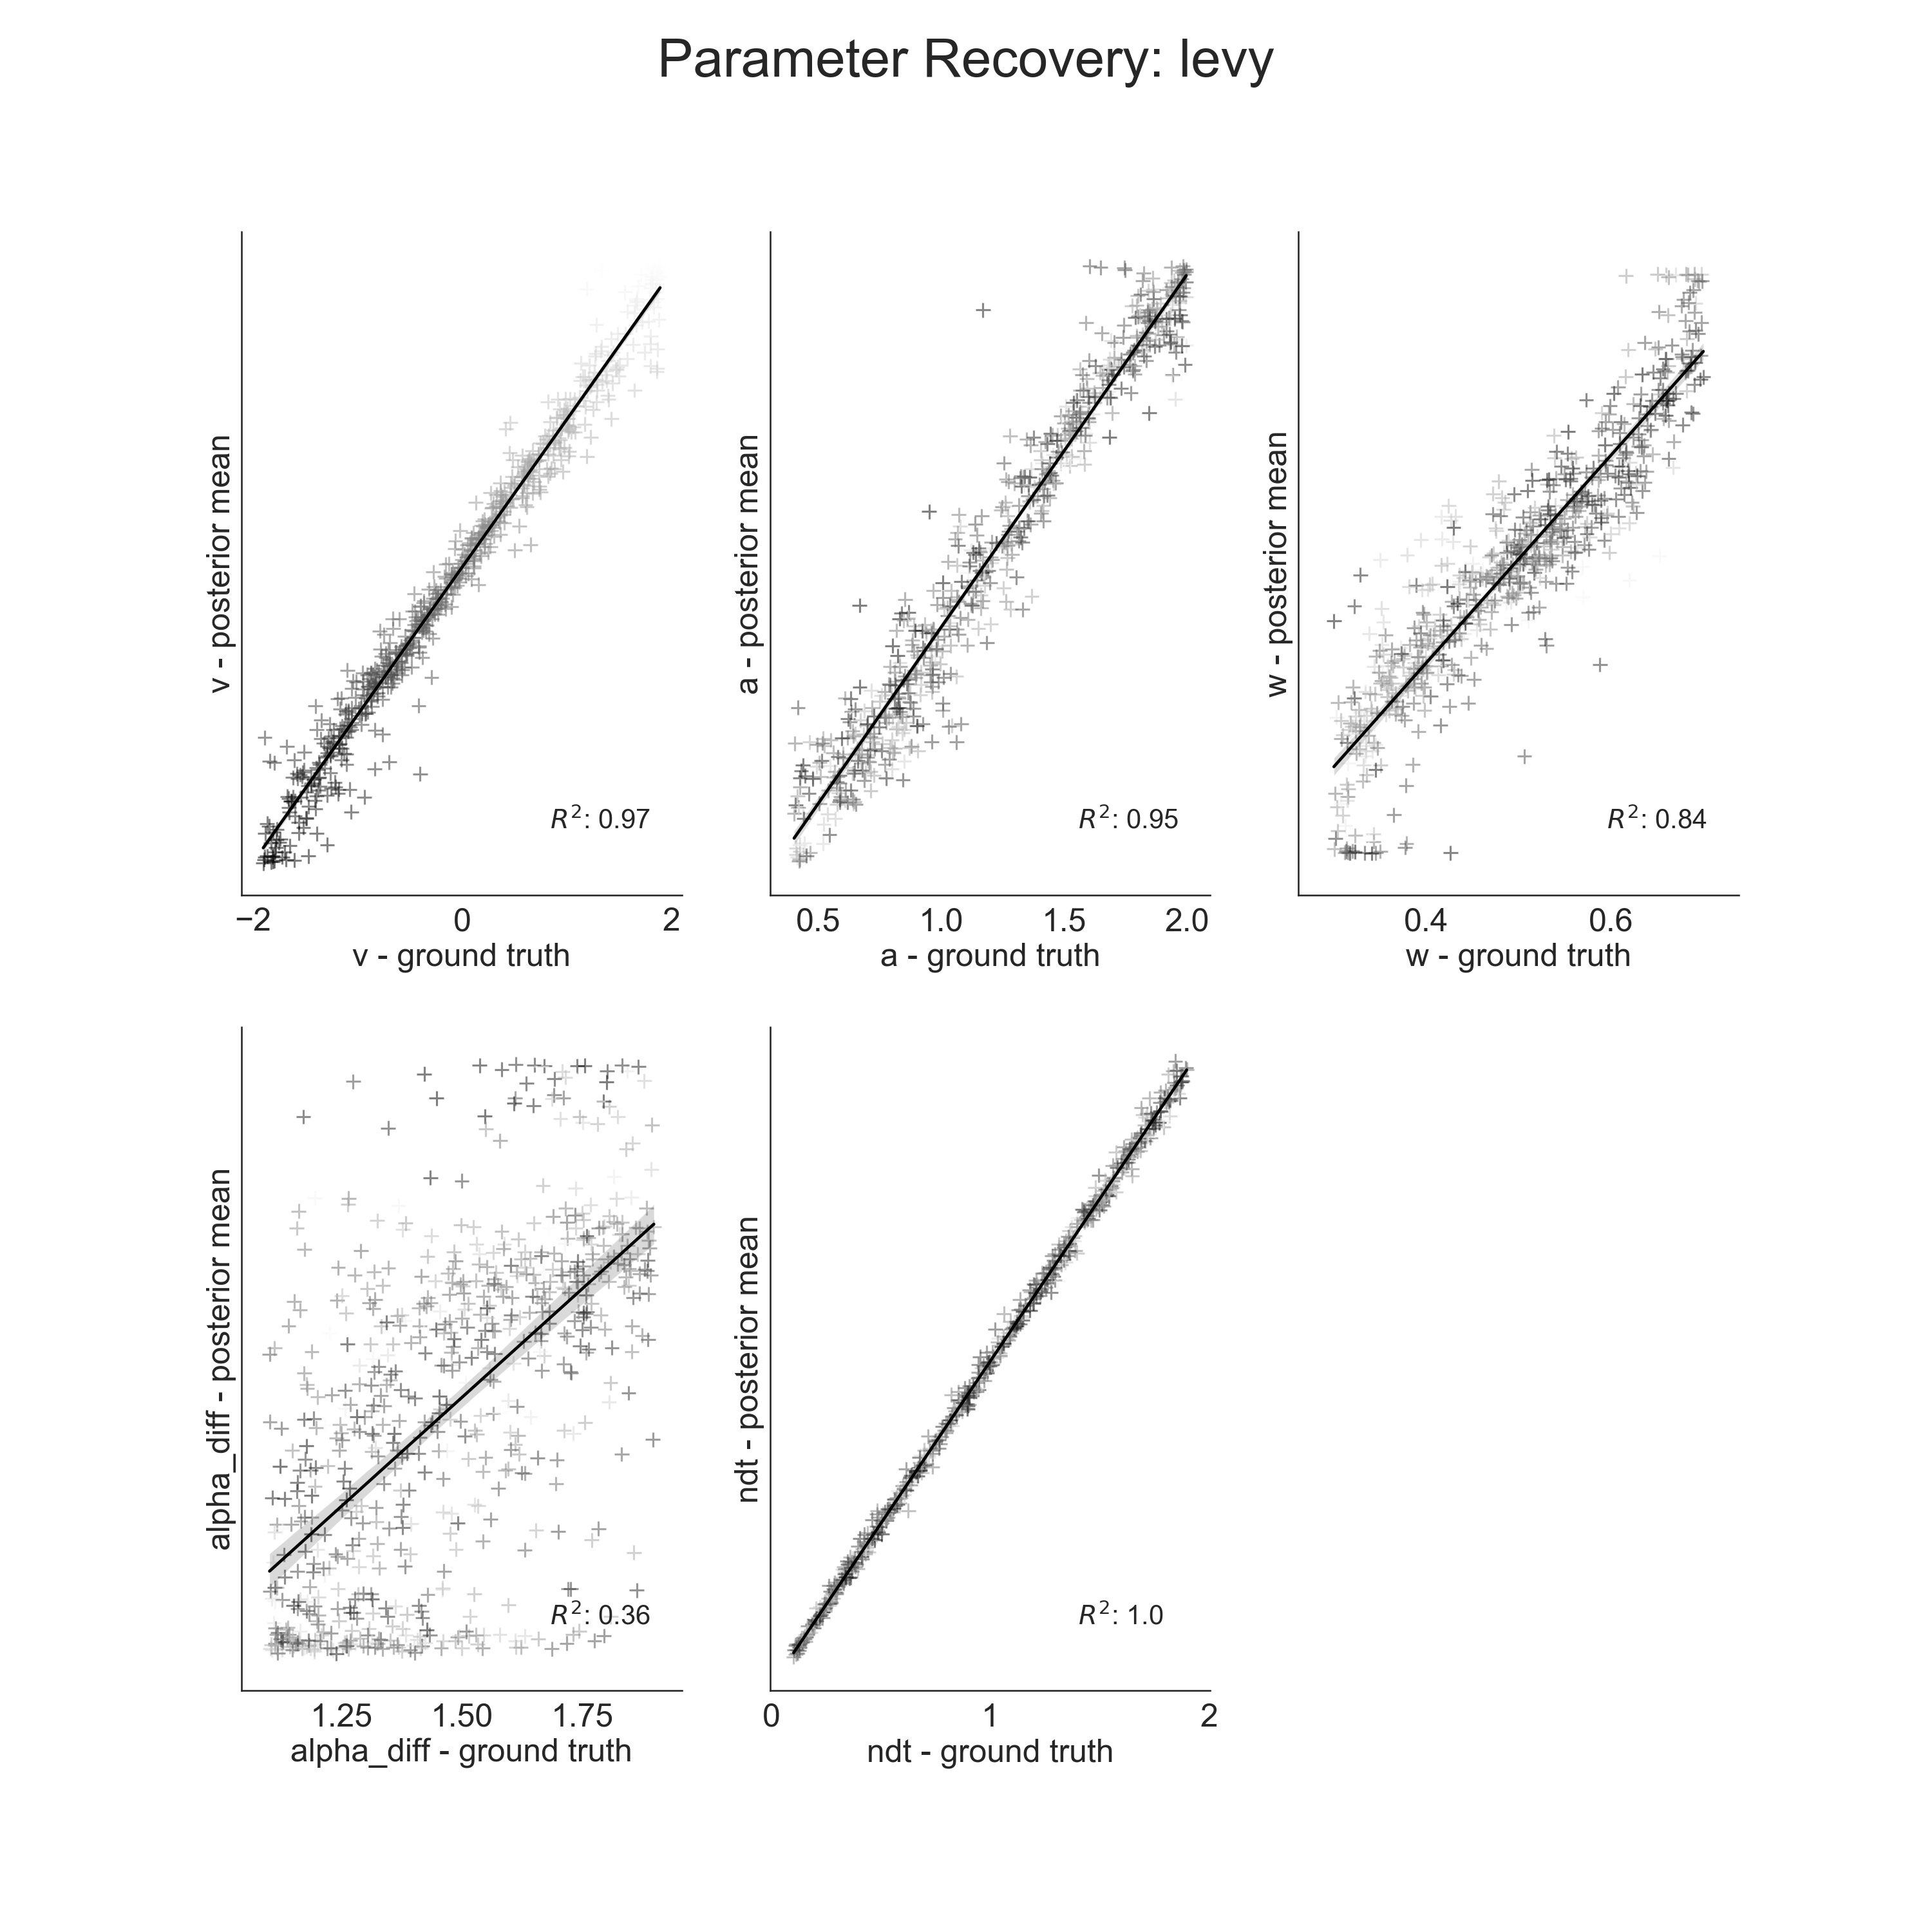 Parameter Recovery: levy
v - posterior mean
R²: 0.97
−2 0 2
v - ground truth
a - posterior mean
R²: 0.95
0.5 1.0 1.5 2.0
a - ground truth
w - posterior mean
R²: 0.84
0.4 0.6
w - ground truth
alpha_diff - posterior mean
R²: 0.36
1.25 1.50 1.75
alpha_diff - ground truth
ndt - posterior mean
R²: 1.0
0 1 2
ndt - ground truth